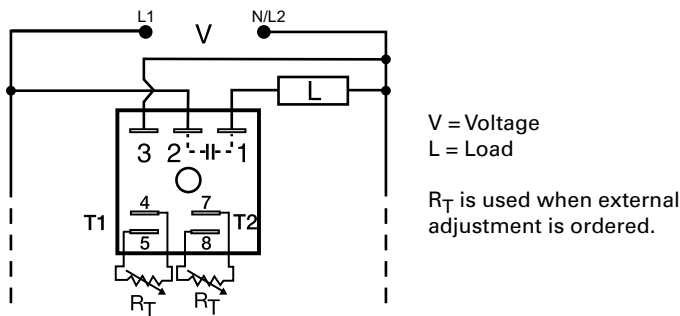 L1 V N/L2
L
3 2 1
4 7
T1 T2
5 8
RT RT
V = Voltage
L = Load
RT is used when external
adjustment is ordered.